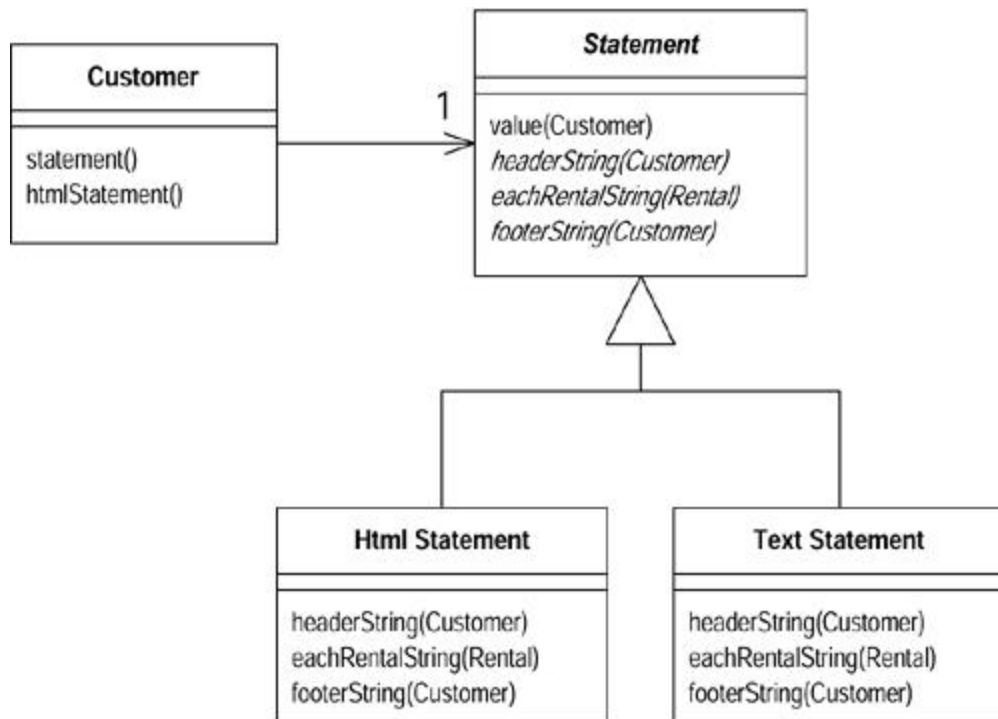 Customer
statement()
htmlStatement()
1
Statement
value(Customer)
headerString(Customer)
eachRentalString(Rental)
footerString(Customer)
Html Statement
headerString(Customer)
eachRentalString(Rental)
footerString(Customer)
Text Statement
headerString(Customer)
eachRentalString(Rental)
footerString(Customer)